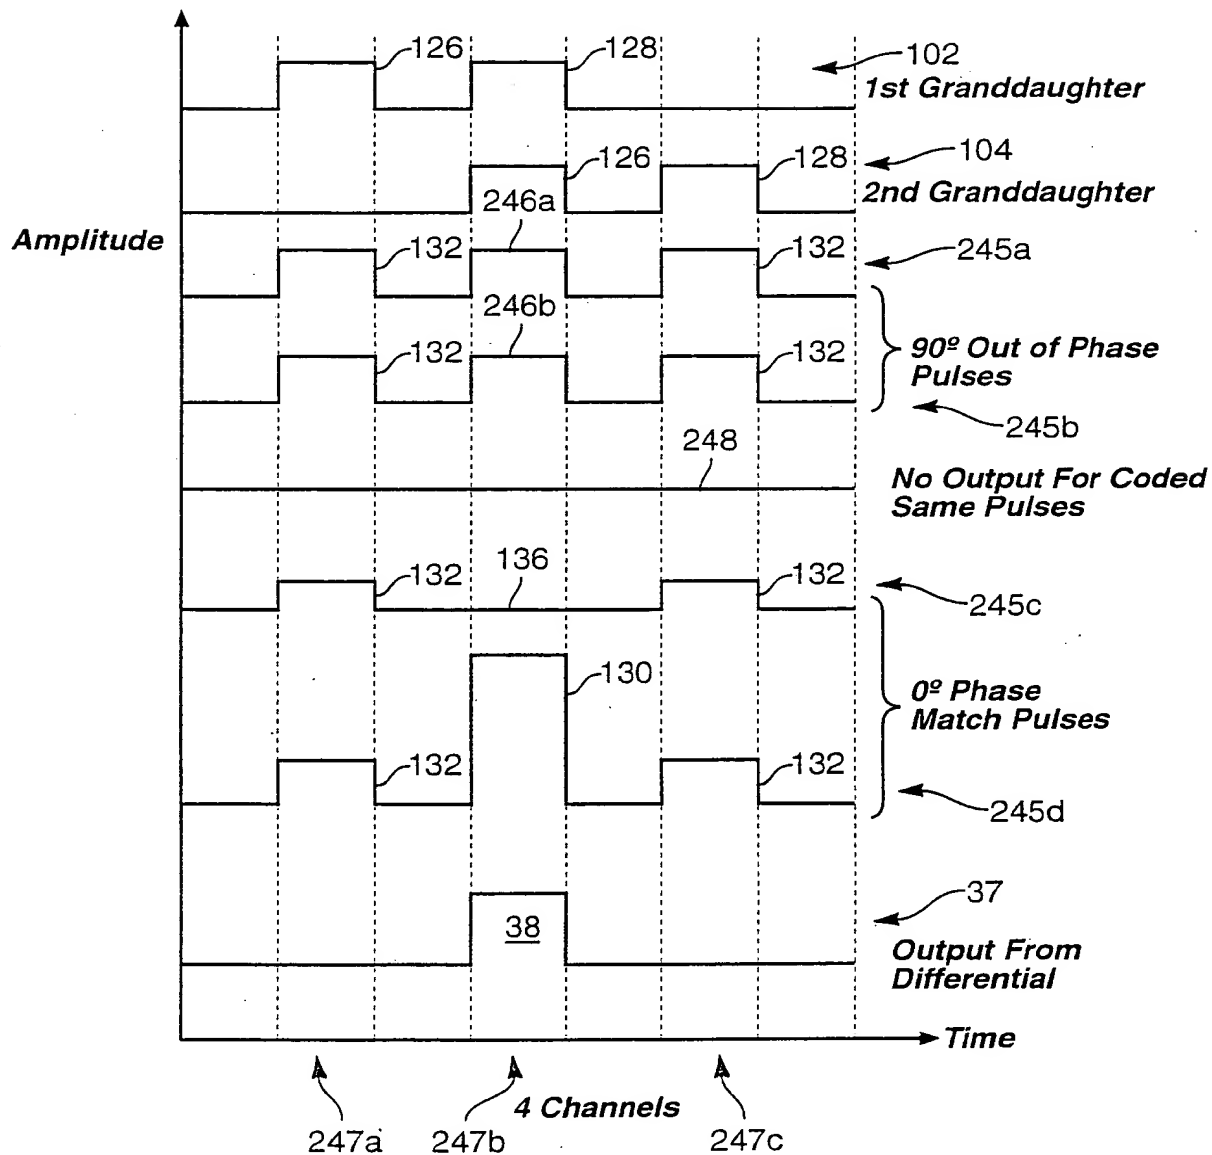 126
128
102
1st Granddaughter
126
128
104
2nd Granddaughter
246a
Amplitude
132
132
245a
246b
132
132
90º Out of Phase
Pulses
245b
248
No Output For Coded
Same Pulses
136
132
132
245c
130
0º Phase
Match Pulses
132
132
245d
37
38
Output From
Differential
Time
4 Channels
247a
247b
247c